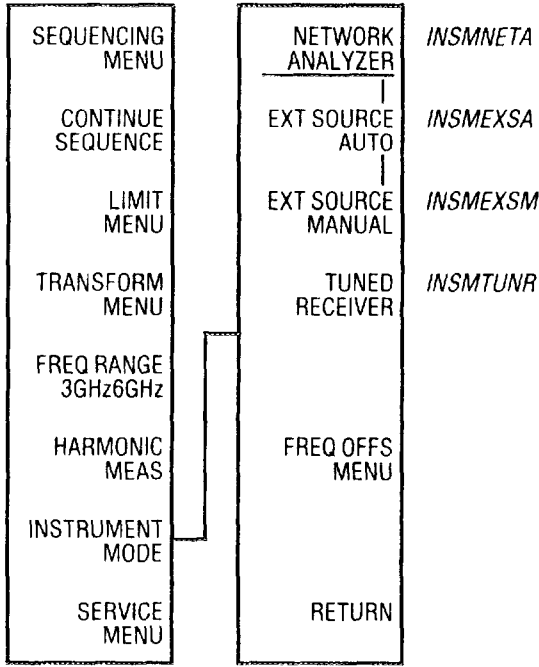 SEQUENCING
MENU
CONTINUE
SEQUENCE
LIMIT
MENU
TRANSFORM
MENU
FREQ RANGE
3GHz6GHz
HARMONIC
MEAS
INSTRUMENT
MODE
SERVICE
MENU
NETWORK
ANALYZER
INSMNETA
EXT SOURCE
AUTO
INSMEXSA
EXT SOURCE
MANUAL
INSMEXSM
TUNED
RECEIVER
INSMTUNR
FREQ OFFS
MENU
RETURN